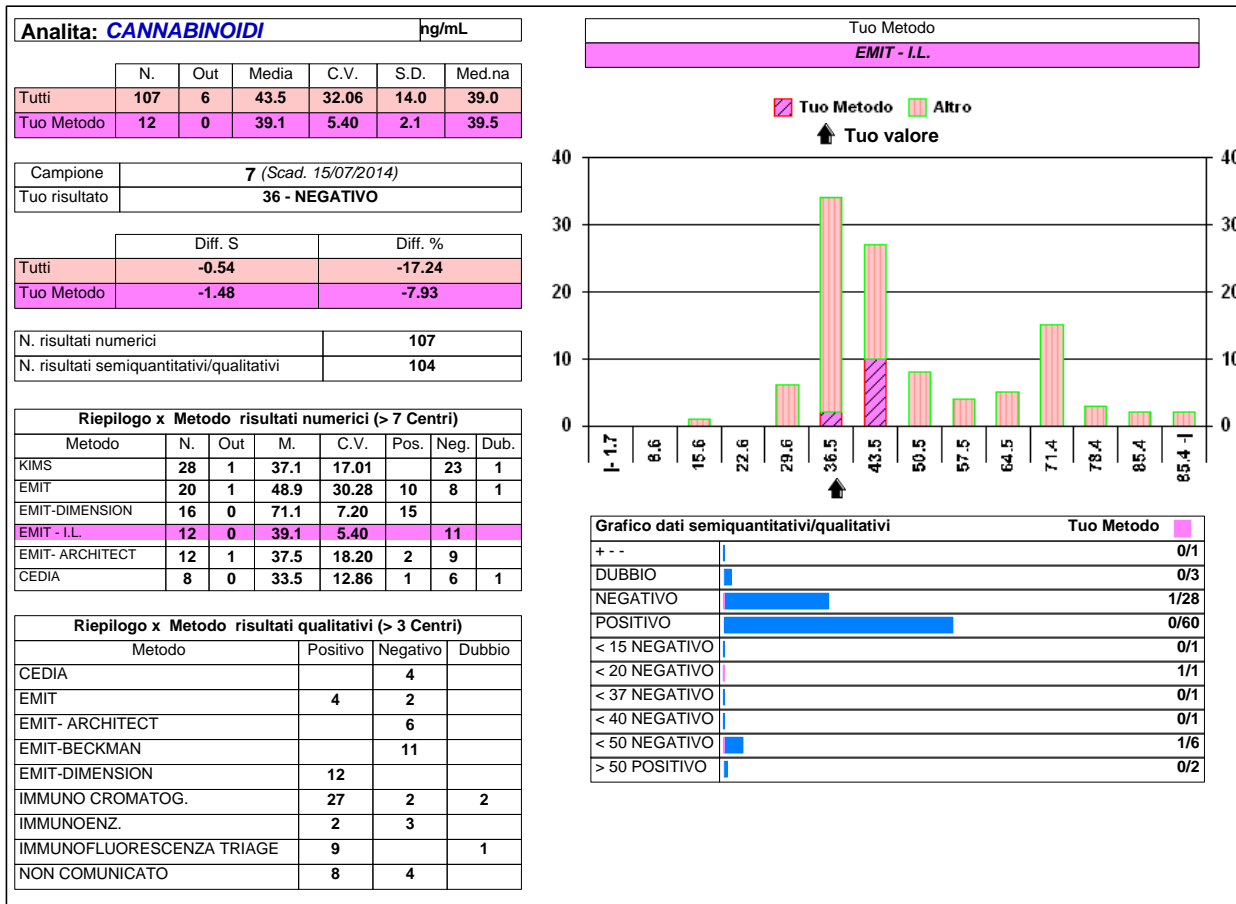 Analita: CANNABINOIDI ng/mL
N. Out Media C.V. S.D. Med.na
Tutti 107 6 43.5 32.06 14.0 39.0
Tuo Metodo 12 0 39.1 5.40 2.1 39.5
Campione 7 (Scad. 15/07/2014)
Tuo risultato 36 - NEGATIVO
Diff. S Diff. %
Tutti -0.54 -17.24
Tuo Metodo -1.48 -7.93
N. risultati numerici 107
N. risultati semiquantitativi/qualitativi 104
Riepilogo x Metodo risultati numerici (> 7 Centri)
Metodo N. Out M. C.V. Pos. Neg. Dub.
KIMS 28 1 37.1 17.01 23 1
EMIT 20 1 48.9 30.28 10 8 1
EMIT-DIMENSION 16 0 71.1 7.20 15
EMIT - I.L. 12 0 39.1 5.40 11
EMIT- ARCHITECT 12 1 37.5 18.20 2 9
CEDIA 8 0 33.5 12.86 1 6 1
Riepilogo x Metodo risultati qualitativi (> 3 Centri)
Metodo Positivo Negativo Dubbio
CEDIA 4
EMIT 4 2
EMIT- ARCHITECT 6
EMIT-BECKMAN 11
EMIT-DIMENSION 12
IMMUNO CROMATOG. 27 2 2
IMMUNOENZ. 2 3
IMMUNOFLUORESCENZA TRIAGE 9 1
NON COMUNICATO 8 4
Tuo Metodo
EMIT - I.L.
Tuo Metodo Altro
Tuo valore
40 40
30 30
20 20
10 10
0 0
I- 1.7 8.6 15.6 22.6 29.6 36.5 43.5 50.5 57.5 64.5 71.4 78.4 85.4 85.4 -I
Grafico dati semiquantitativi/qualitativi Tuo Metodo
+ - - 0/1
DUBBIO 0/3
NEGATIVO 1/28
POSITIVO 0/60
< 15 NEGATIVO 0/1
< 20 NEGATIVO 1/1
< 37 NEGATIVO 0/1
< 40 NEGATIVO 0/1
< 50 NEGATIVO 1/6
> 50 POSITIVO 0/2